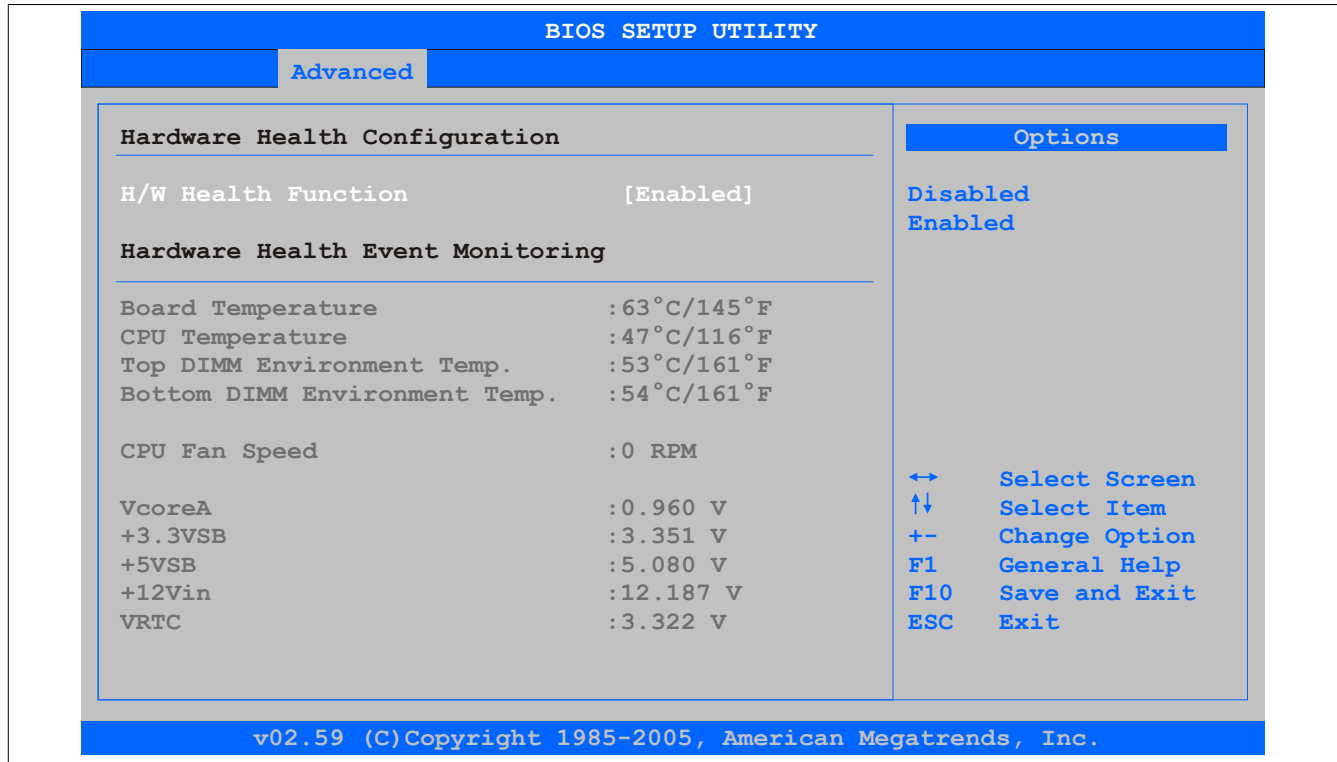 BIOS SETUP UTILITY
Advanced
Hardware Health Configuration
H/W Health Function [Enabled]
Hardware Health Event Monitoring
Board Temperature :63°C/145°F
CPU Temperature :47°C/116°F
Top DIMM Environment Temp. :53°C/161°F
Bottom DIMM Environment Temp. :54°C/161°F
CPU Fan Speed :0 RPM
VcoreA :0.960 V
+3.3VSB :3.351 V
+5VSB :5.080 V
+12Vin :12.187 V
VRTC :3.322 V
Options
Disabled
Enabled
↔ Select Screen
↑↓ Select Item
+- Change Option
F1 General Help
F10 Save and Exit
ESC Exit
v02.59 (C)Copyright 1985-2005, American Megatrends, Inc.